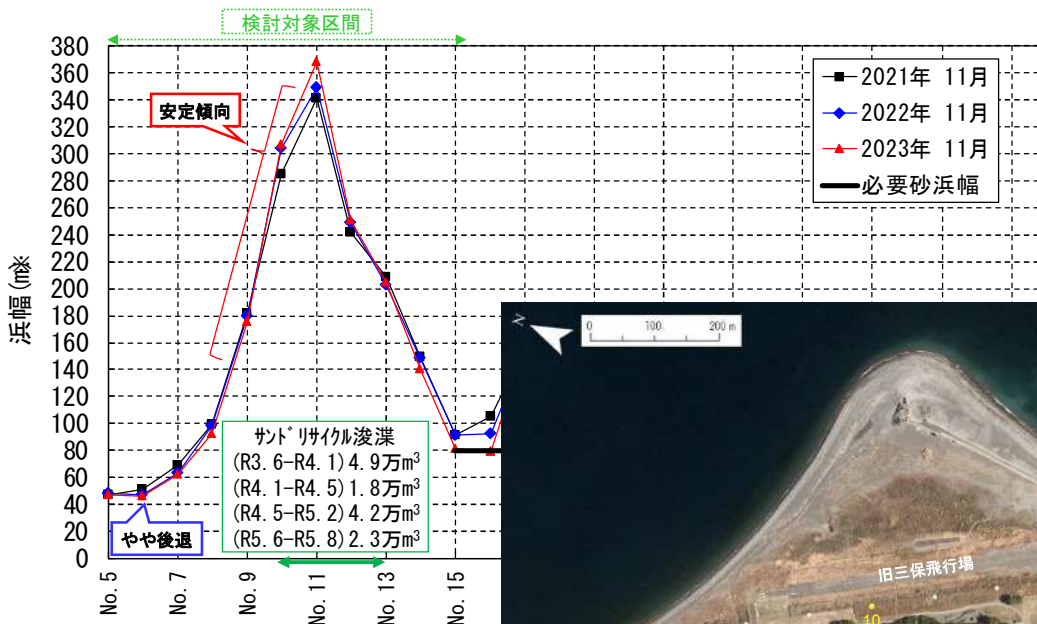 検討対象区間
380
360
340
320
300
280
260
240
220
200
180
160
140
120
100
80
60
40
20
0
浜幅(m)※
安定傾向
やや後退
2021年 11月
2022年 11月
2023年 11月
必要砂浜幅
サンドリサイクル浚渫
(R3.6-R4.1)4.9万m³
(R4.1-R4.5)1.8万m³
(R4.5-R5.2)4.2万m³
(R5.6-R5.8)2.3万m³
No.5
No.7
No.9
No.11
No.13
No.15
N
0 100 200 m
旧三保飛行場
10